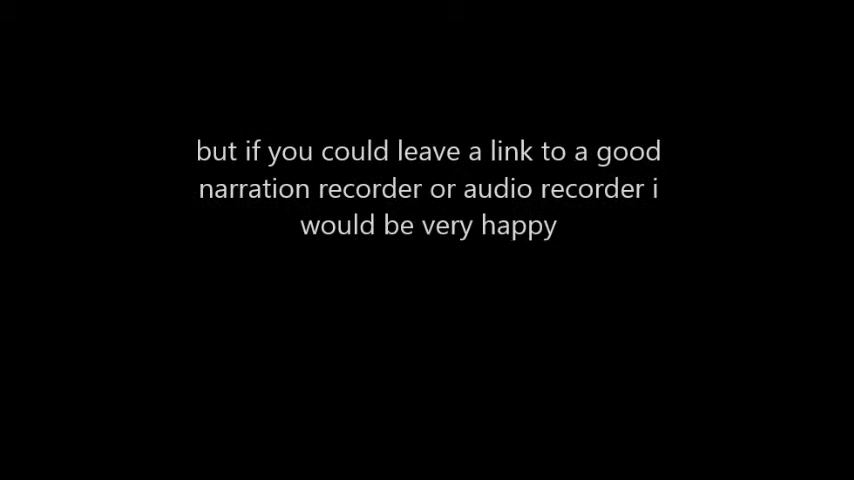 but if you could leave a link to a good
narration recorder or audio recorder i
would be very happy